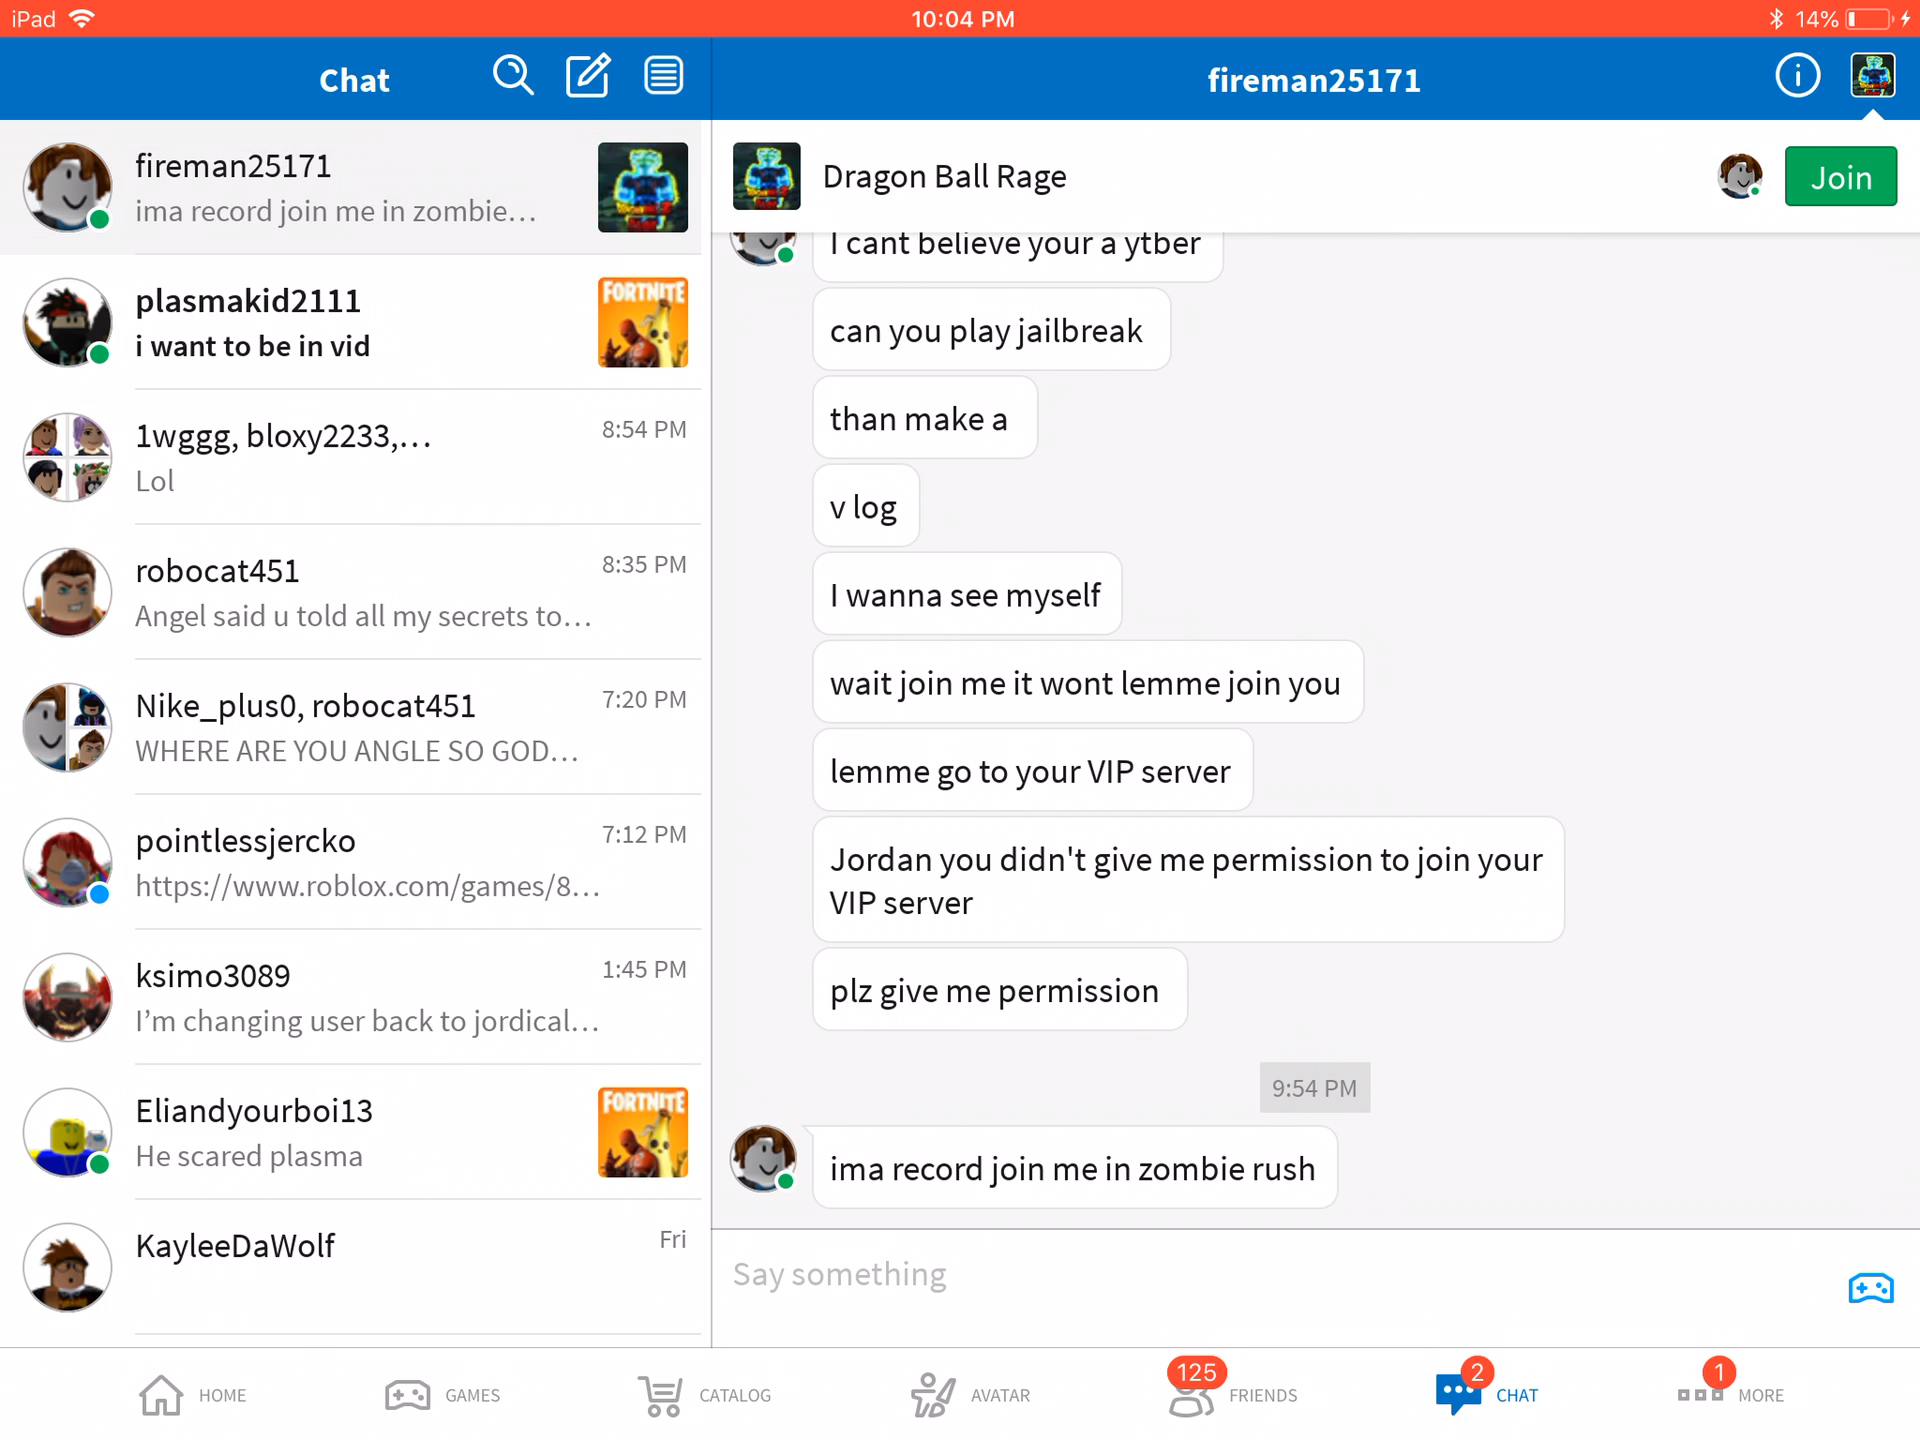 iPad
10:04 PM
14%
Chat
fireman25171
fireman25171
ima record join me in zombie...
plasmakid2111
i want to be in vid
FORTNITE
1wggg, bloxy2233,...
8:54 PM
Lol
robocat451
8:35 PM
Angel said u told all my secrets to...
Nike_plus0, robocat451
7:20 PM
WHERE ARE YOU ANGLE SO GOD...
pointlessjercko
7:12 PM
https://www.roblox.com/games/8...
ksimo3089
1:45 PM
I’m changing user back to jordical...
Eliandyourboi13
He scared plasma
FORTNITE
KayleeDaWolf
Fri
Dragon Ball Rage
Join
I cant believe your a ytber
can you play jailbreak
than make a
v log
I wanna see myself
wait join me it wont lemme join you
lemme go to your VIP server
Jordan you didn't give me permission to join your
VIP server
plz give me permission
9:54 PM
ima record join me in zombie rush
Say something
HOME
GAMES
CATALOG
AVATAR
125
FRIENDS
2
CHAT
1
MORE